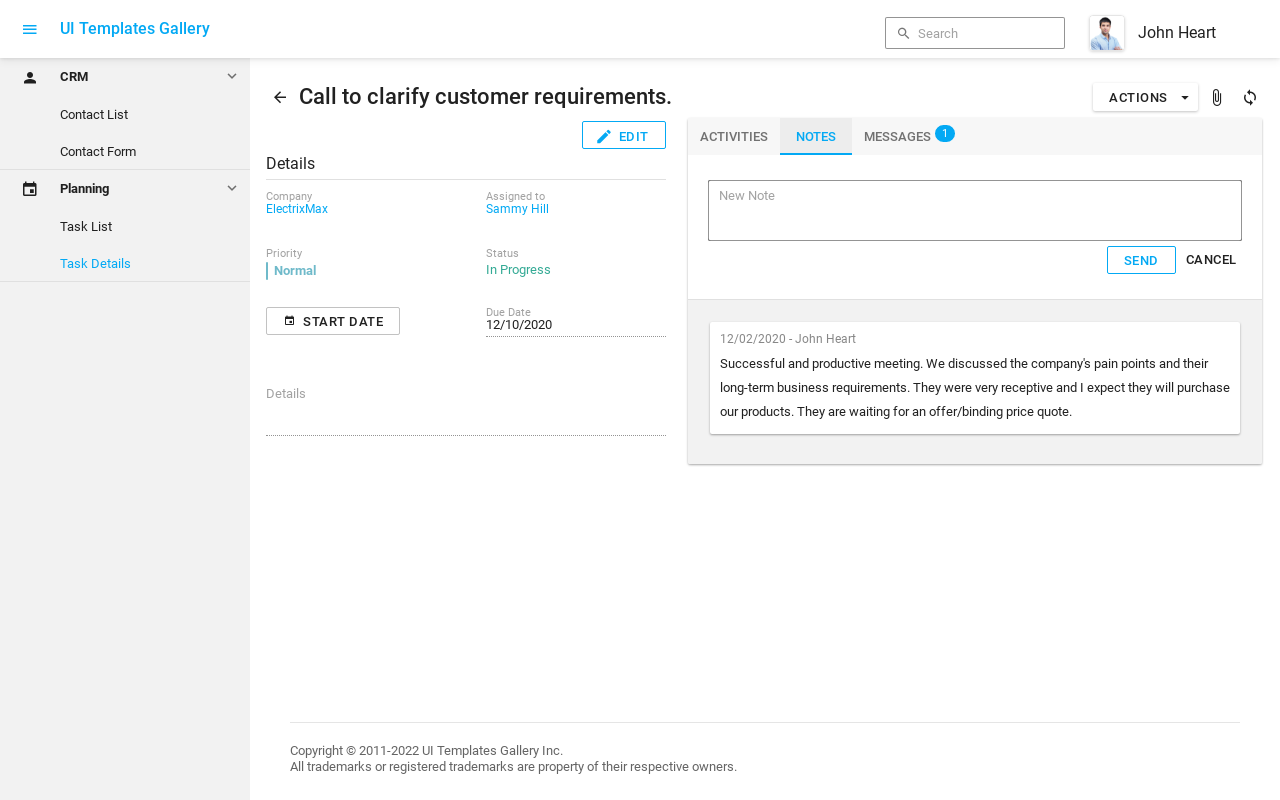 UI Templates Gallery
Search
John Heart
CRM
Contact List
Contact Form
Planning
Task List
Task Details
Call to clarify customer requirements.
ACTIONS
EDIT
Details
Company
ElectrixMax
Assigned to
Sammy Hill
Priority
Normal
Status
In Progress
START DATE
Due Date
12/10/2020
Details
ACTIVITIES
NOTES
MESSAGES 1
New Note
SEND
CANCEL
12/02/2020 - John Heart
Successful and productive meeting. We discussed the company's pain points and their
long-term business requirements. They were very receptive and I expect they will purchase
our products. They are waiting for an offer/binding price quote.
Copyright © 2011-2022 UI Templates Gallery Inc.
All trademarks or registered trademarks are property of their respective owners.